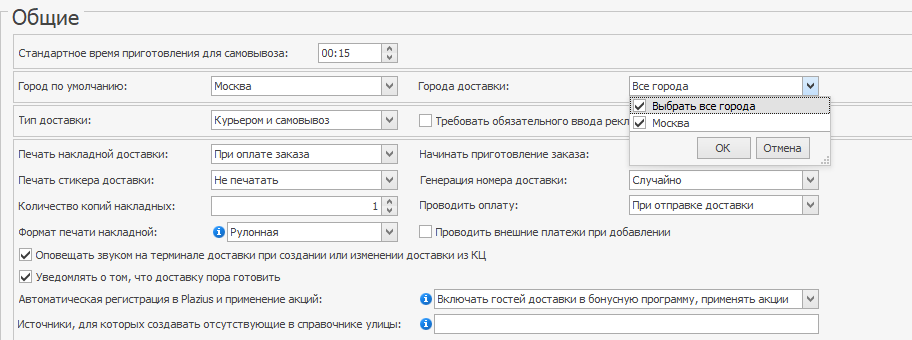 Общие
Стандартное время приготовления для самовывоза: 00:15
Город по умолчанию: Москва Города доставки: Все города
Выбрать все города
Тип доставки: Курьером и самовывоз Требовать обязательного ввода рекл
Москва
ОК Отмена
Печать накладной доставки: При оплате заказа Начинать приготовление заказа:
Печать стикера доставки: Не печатать Генерация номера доставки: Случайно
Количество копий накладных: 1 Проводить оплату: При отправке доставки
Формат печати накладной: Рулонная Проводить внешние платежи при добавлении
Оповещать звуком на терминале доставки при создании или изменении доставки из КЦ
Уведомлять о том, что доставку пора готовить
Автоматическая регистрация в Plazius и применение акций: Включать гостей доставки в бонусную программу, применять акции
Источники, для которых создавать отсутствующие в справочнике улицы: